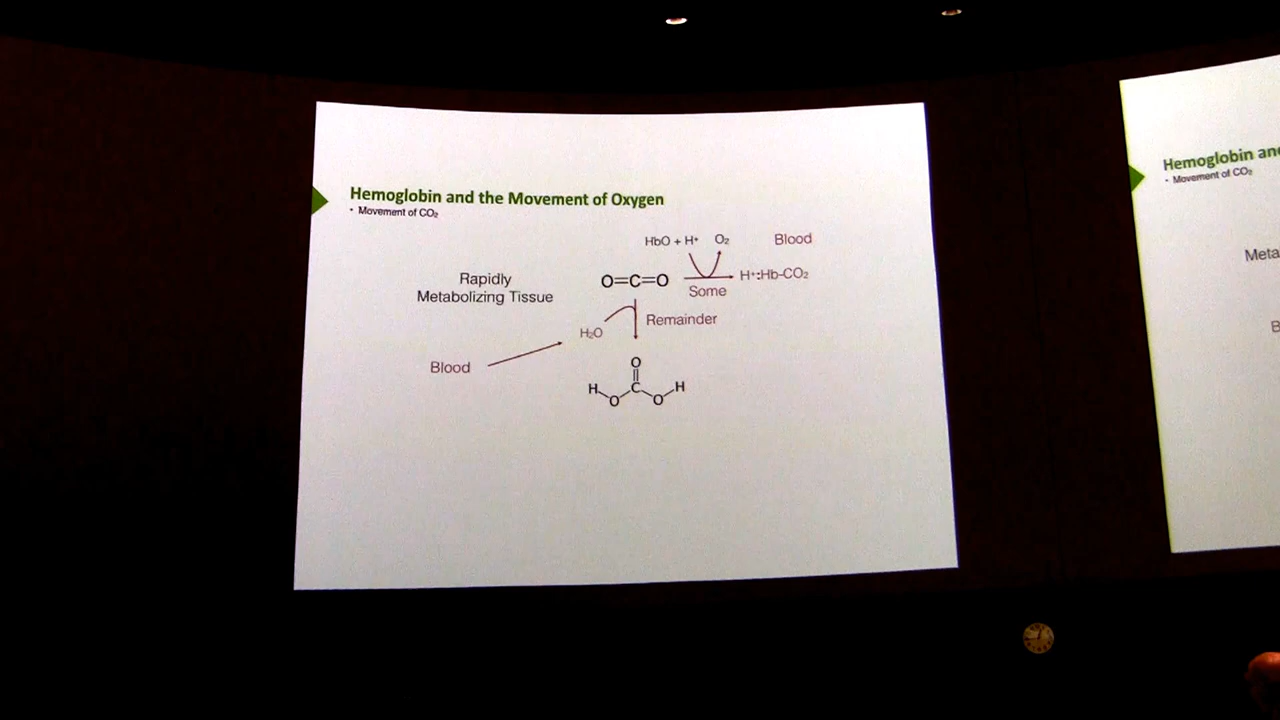 Hemoglobin and the Movement of Oxygen
• Movement of CO₂
HbO + H⁺ O₂ Blood
Rapidly
Metabolizing Tissue
O=C=O
H⁺:Hb-CO₂
Some
H₂O
Remainder
Blood
O
H C H
O O
Hemoglobin an
• Movement of CO₂
Meta
B